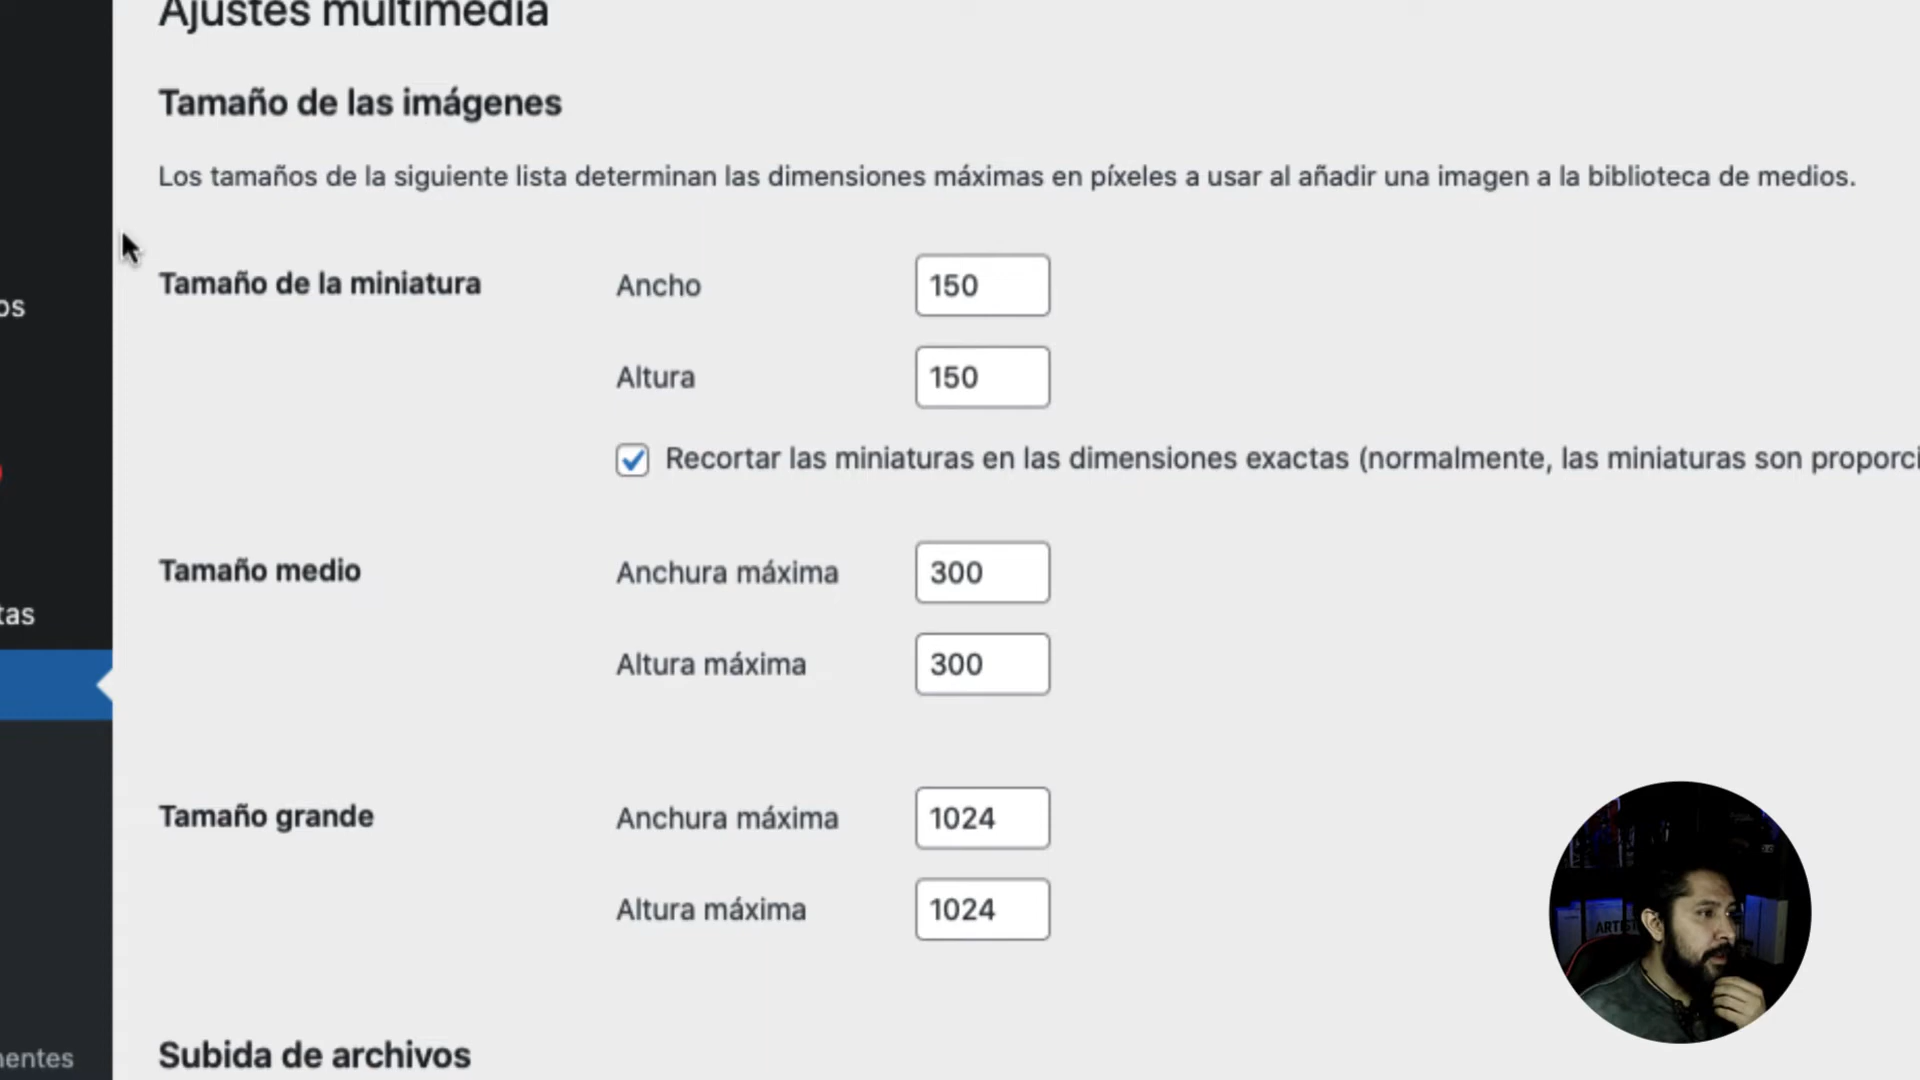 Ajustes multimedia
Tamaño de las imágenes
Los tamaños de la siguiente lista determinan las dimensiones máximas en píxeles a usar al añadir una imagen a la biblioteca de medios.
Tamaño de la miniatura
Ancho
150
os
Altura
150
Recortar las miniaturas en las dimensiones exactas (normalmente, las miniaturas son proporci
Tamaño medio
Anchura máxima
300
tas
Altura máxima
300
Tamaño grande
Anchura máxima
1024
Altura máxima
1024
Subida de archivos
nentes